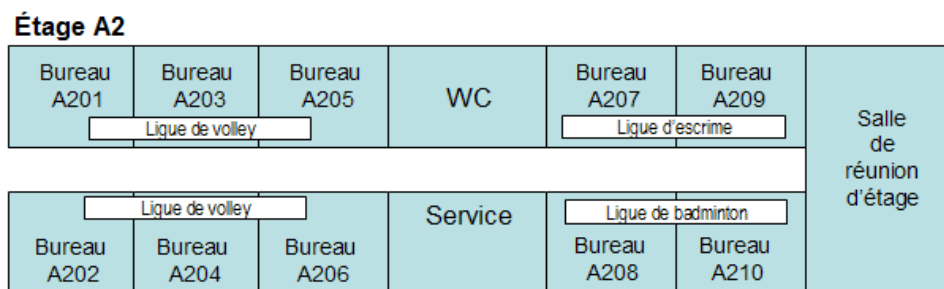 Étage A2
Bureau A201
Bureau A203
Bureau A205
WC
Bureau A207
Bureau A209
Salle de réunion d'étage
Ligue de volley
Ligue d'escrime
Ligue de volley
Service
Ligue de badminton
Bureau A202
Bureau A204
Bureau A206
Bureau A208
Bureau A210